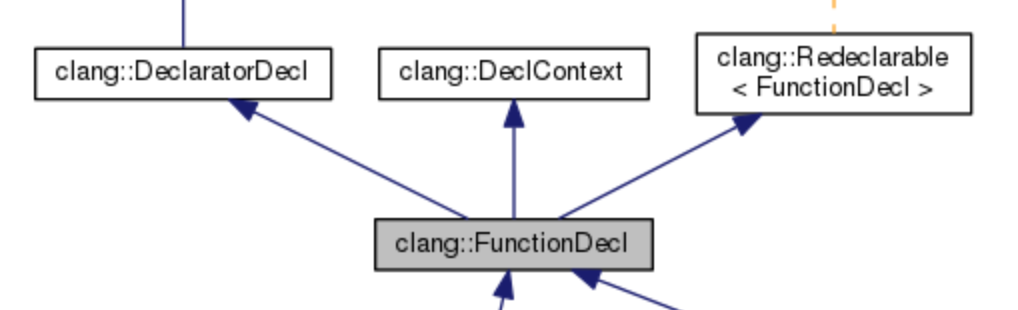 clang::DeclaratorDecl
clang::DeclContext
clang::Redeclarable
< FunctionDecl >
clang::FunctionDecl